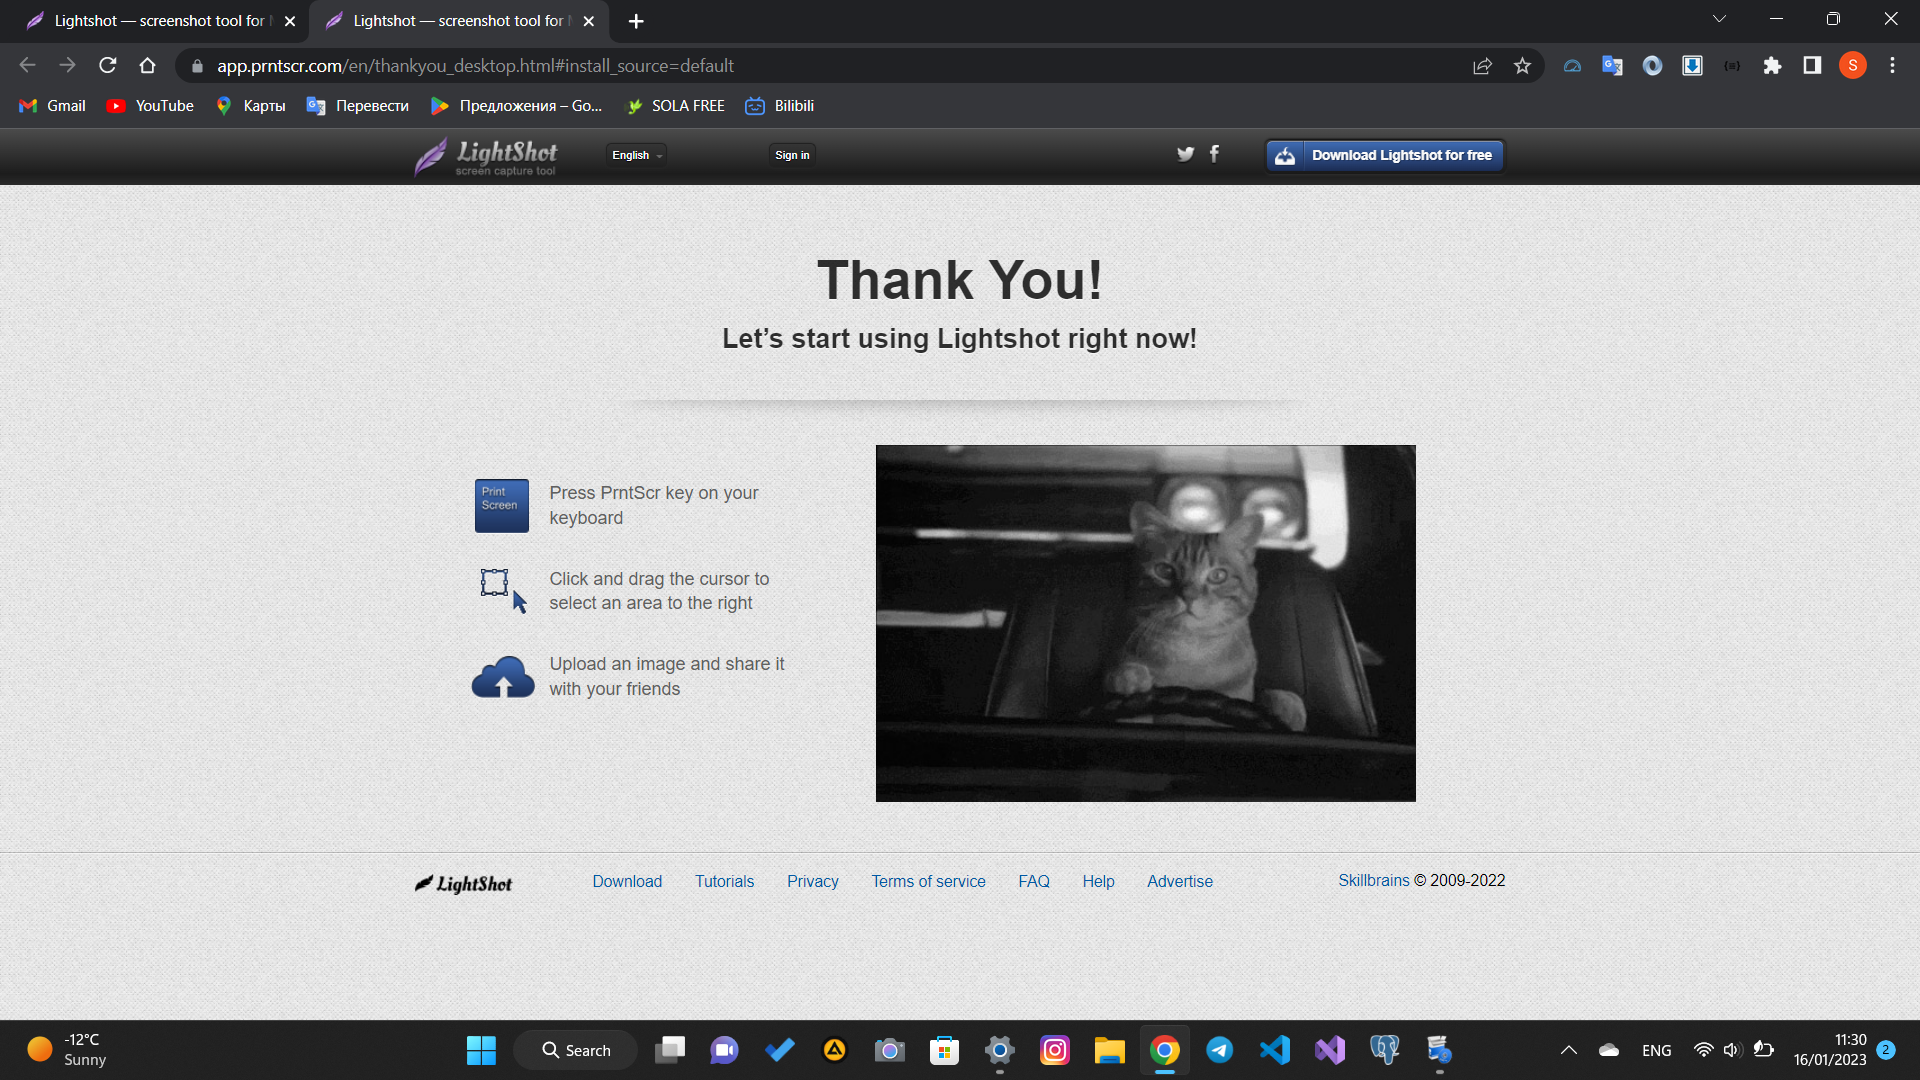 Lightshot — screenshot tool for
Lightshot — screenshot tool for
app.prntscr.com/en/thankyou_desktop.html#install_source=default
S
Gmail
YouTube
Карты
Перевести
Предложения – Go...
SOLA FREE
Bilibili
LightShot
screen capture tool
English
Sign in
Download Lightshot for free
Thank You!
Let’s start using Lightshot right now!
Print
Screen
Press PrntScr key on your
keyboard
Click and drag the cursor to
select an area to the right
Upload an image and share it
with your friends
LightShot
Download
Tutorials
Privacy
Terms of service
FAQ
Help
Advertise
Skillbrains © 2009-2022
-12°C
Sunny
Search
ENG
11:30
16/01/2023
2